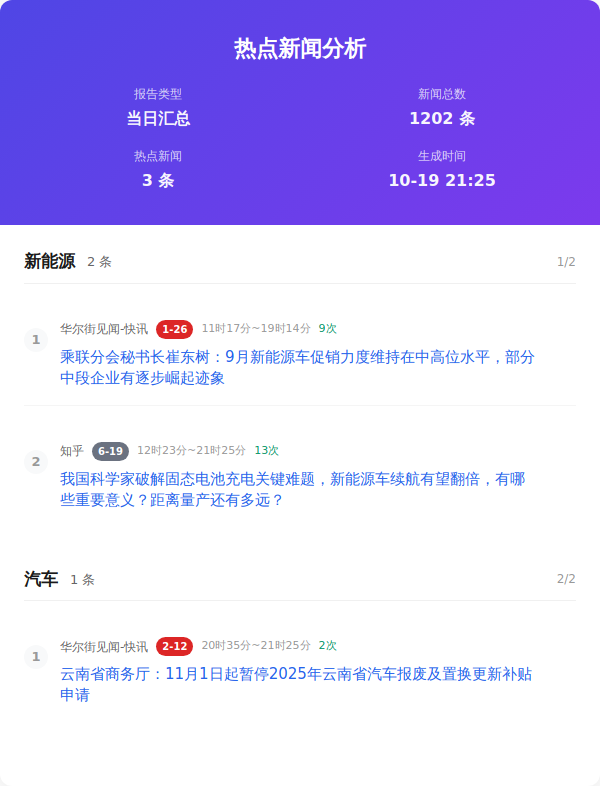 热点新闻分析
报告类型
新闻总数
当日汇总
1202 条
热点新闻
生成时间
3 条
10-19 21:25
新能源 2 条 1/2
1 华尔街见闻-快讯 1-26 11时17分~19时14分 9次
乘联分会秘书长崔东树：9月新能源车促销力度维持在中高位水平，部分
中段企业有逐步崛起迹象
2 知乎 6-19 12时23分~21时25分 13次
我国科学家破解固态电池充电关键难题，新能源车续航有望翻倍，有哪
些重要意义？距离量产还有多远？
汽车 1 条 2/2
1 华尔街见闻-快讯 2-12 20时35分~21时25分 2次
云南省商务厅：11月1日起暂停2025年云南省汽车报废及置换更新补贴
申请